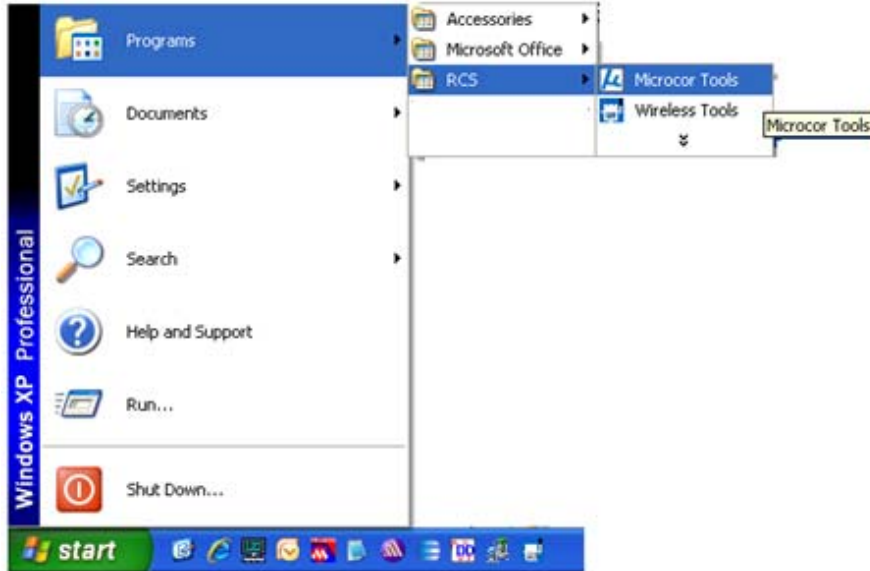 Windows XP Professional
Programs
Documents
Settings
Search
Help and Support
Run...
Shut Down...
Accessories
Microsoft Office
RCS
Microcor Tools
Wireless Tools
Microcor Tools
start